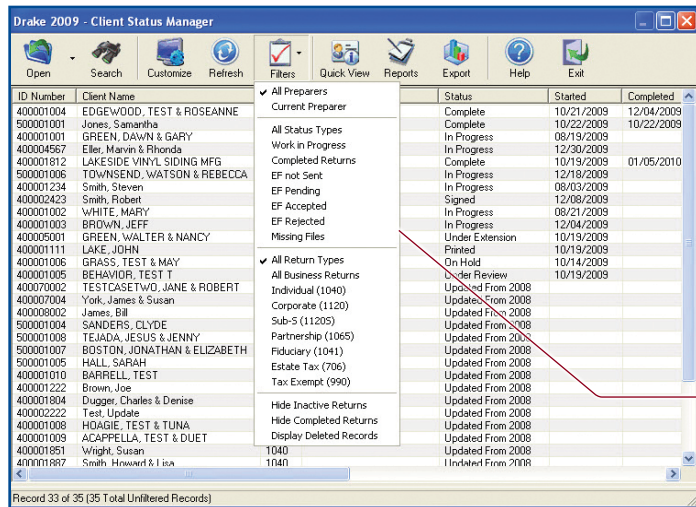 Drake 2009 - Client Status Manager
Open Search Customize Refresh Filters Quick View Reports Export Help Exit
ID Number Client Name Status Started Completed
400001004 EDGEWOOD, TEST & ROSEANNE Complete 10/21/2009 12/04/2009
500001001 Jones, Samantha Complete 10/22/2009 10/22/2009
400001001 GREEN, DAWN & GARY In Progress 08/19/2009
400004567 Eller, Marvin & Rhonda In Progress 12/30/2009
400001812 LAKESIDE VINYL SIDING MFG Complete 10/19/2009 01/05/2010
500001006 TOWNSEND, WATSON & REBECCA In Progress 12/18/2009
400001234 Smith, Steven In Progress 08/03/2009
400002423 Smith, Robert Signed 12/08/2009
400001002 WHITE, MARY In Progress 08/21/2009
400001003 BROWN, JEFF In Progress 12/04/2009
400005001 GREEN, WALTER & NANCY Under Extension 10/19/2009
400001111 LAKE, JOHN Printed 10/19/2009
400001006 GRASS, TEST & MAY On Hold 10/14/2009
400001005 BEHAVIOR, TEST T Under Review 10/19/2009
400070002 TESTCASETWO, JANE & ROBERT Updated From 2008
400007004 York, James & Susan Updated From 2008
400008002 James, Bill Updated From 2008
500001004 SANDERS, CLYDE Updated From 2008
500001008 TEJADA, JESUS & JENNY Updated From 2008
500001007 BOSTON, JONATHAN & ELIZABETH Updated From 2008
500001005 HALL, SARAH Updated From 2008
400001010 BARRELL, TEST Updated From 2008
400001222 Brown, Joe Updated From 2008
400001804 Dugger, Charles & Denise Updated From 2008
400002222 Test, Update Updated From 2008
400001008 HOAGIE, TEST & TUNA Updated From 2008
400001009 ACAPPELLA, TEST & DUET Updated From 2008
400001851 Wright, Susan 1040 Updated From 2008
400001887 Smith, Howard & Lisa 1040 Updated From 2008
All Preparers
Current Preparer
All Status Types
Work in Progress
Completed Returns
EF not Sent
EF Pending
EF Accepted
EF Rejected
Missing Files
All Return Types
All Business Returns
Individual (1040)
Corporate (1120)
Sub-S (1120S)
Partnership (1065)
Fiduciary (1041)
Estate Tax (706)
Tax Exempt (990)
Hide Inactive Returns
Hide Completed Returns
Display Deleted Records
Record 33 of 35 (35 Total Unfiltered Records)